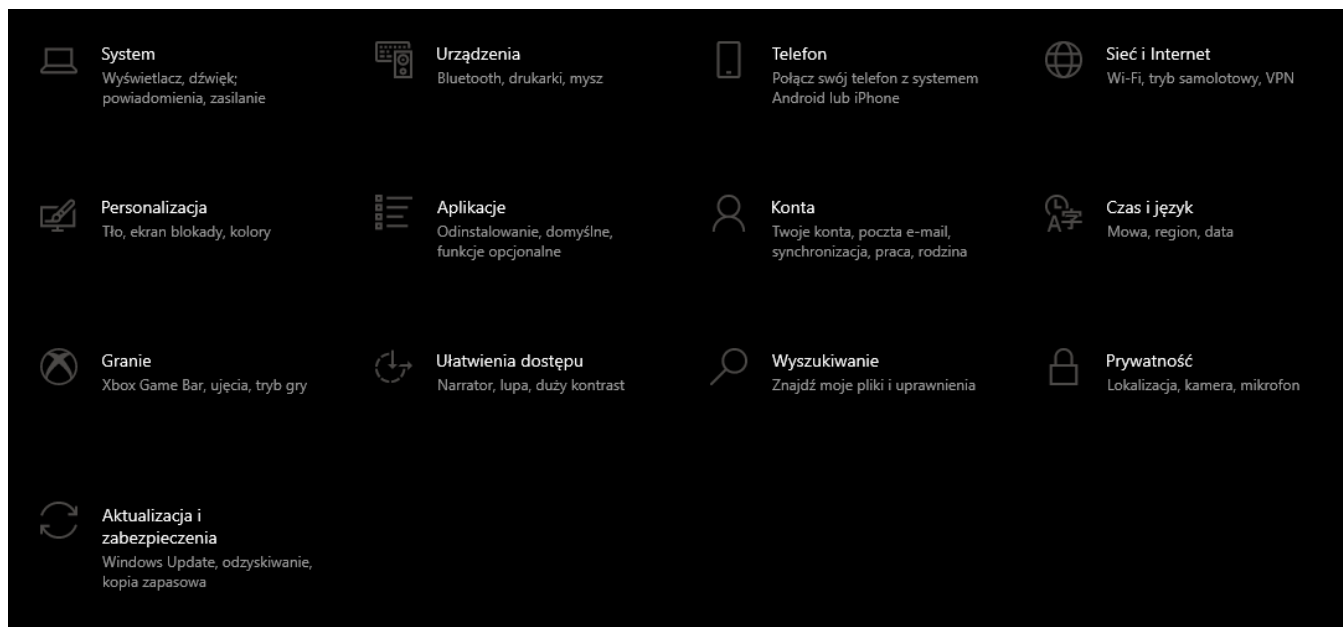 System
Wyświetlacz, dźwięk;
powiadomienia, zasilanie
Urządzenia
Bluetooth, drukarki, mysz
Telefon
Połącz swój telefon z systemem
Android lub iPhone
Sieć i Internet
Wi-Fi, tryb samolotowy, VPN
Personalizacja
Tło, ekran blokady, kolory
Aplikacje
Odinstalowanie, domyślne,
funkcje opcjonalne
Konta
Twoje konta, poczta e-mail,
synchronizacja, praca, rodzina
Czas i język
Mowa, region, data
Granie
Xbox Game Bar, ujęcia, tryb gry
Ułatwienia dostępu
Narrator, lupa, duży kontrast
Wyszukiwanie
Znajdź moje pliki i uprawnienia
Prywatność
Lokalizacja, kamera, mikrofon
Aktualizacja i
zabezpieczenia
Windows Update, odzyskiwanie,
kopia zapasowa